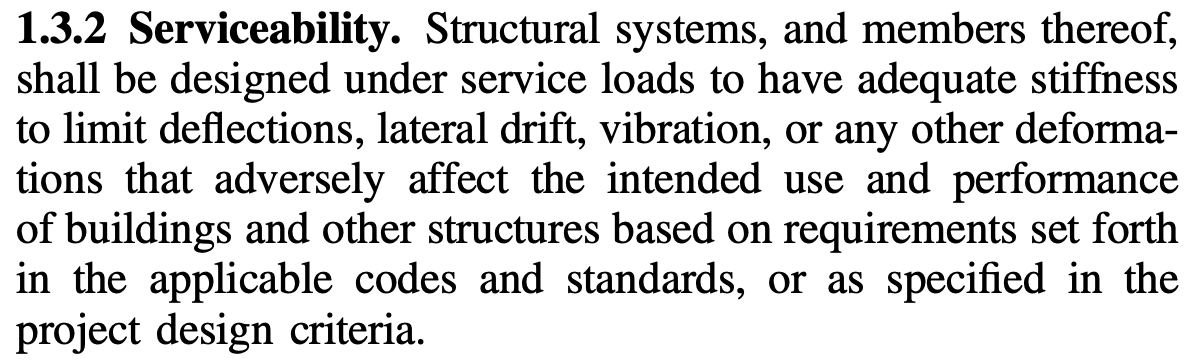 1.3.2 Serviceability. Structural systems, and members thereof,
shall be designed under service loads to have adequate stiffness
to limit deflections, lateral drift, vibration, or any other deforma-
tions that adversely affect the intended use and performance
of buildings and other structures based on requirements set forth
in the applicable codes and standards, or as specified in the
project design criteria.